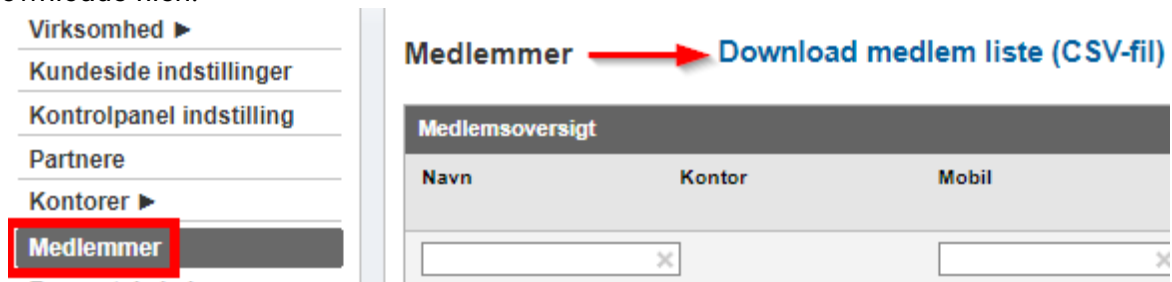 Virksomhed ►
Kundeside indstillinger
Kontrolpanel indstilling
Partnere
Kontorer ►
Medlemmer
Medlemmer
Download medlem liste (CSV-fil)
Medlemsoversigt
Navn Kontor Mobil